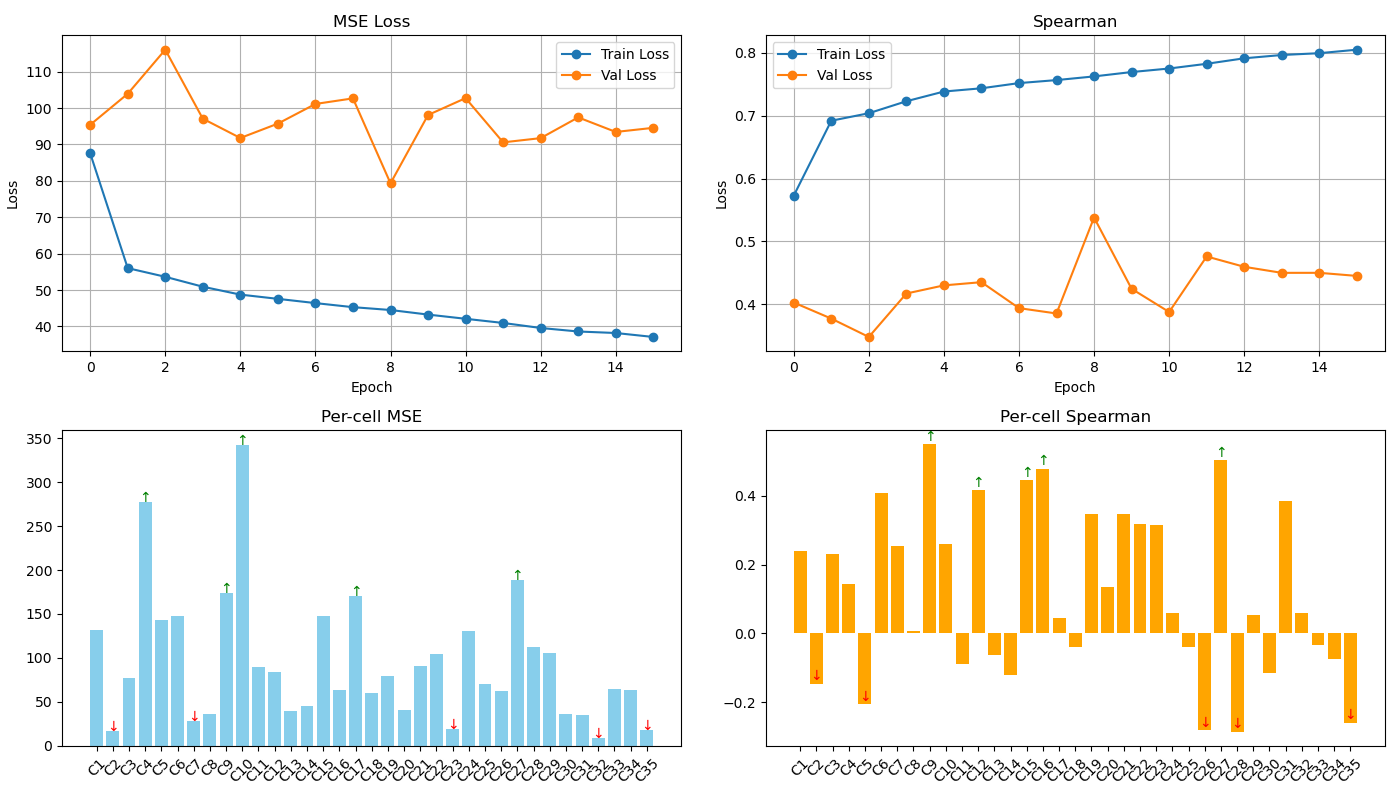 MSE Loss
Train Loss
Val Loss
Loss
110
100
90
80
70
60
50
40
0 2 4 6 8 10 12 14
Epoch
Spearman
Train Loss
Val Loss
Loss
0.8
0.7
0.6
0.5
0.4
0 2 4 6 8 10 12 14
Epoch
Per-cell MSE
350
300
250
200
150
100
50
0
↑ ↓
C1 C2 C3 C4 C5 C6 C7 C8 C9 C10 C11 C12 C13 C14 C15 C16 C17 C18 C19 C20 C21 C22 C23 C24 C25 C26 C27 C28 C29 C30 C31 C32 C33 C34 C35
Per-cell Spearman
0.4
0.2
0.0
−0.2
↑ ↓
C1 C2 C3 C4 C5 C6 C7 C8 C9 C10 C11 C12 C13 C14 C15 C16 C17 C18 C19 C20 C21 C22 C23 C24 C25 C26 C27 C28 C29 C30 C31 C32 C33 C34 C35